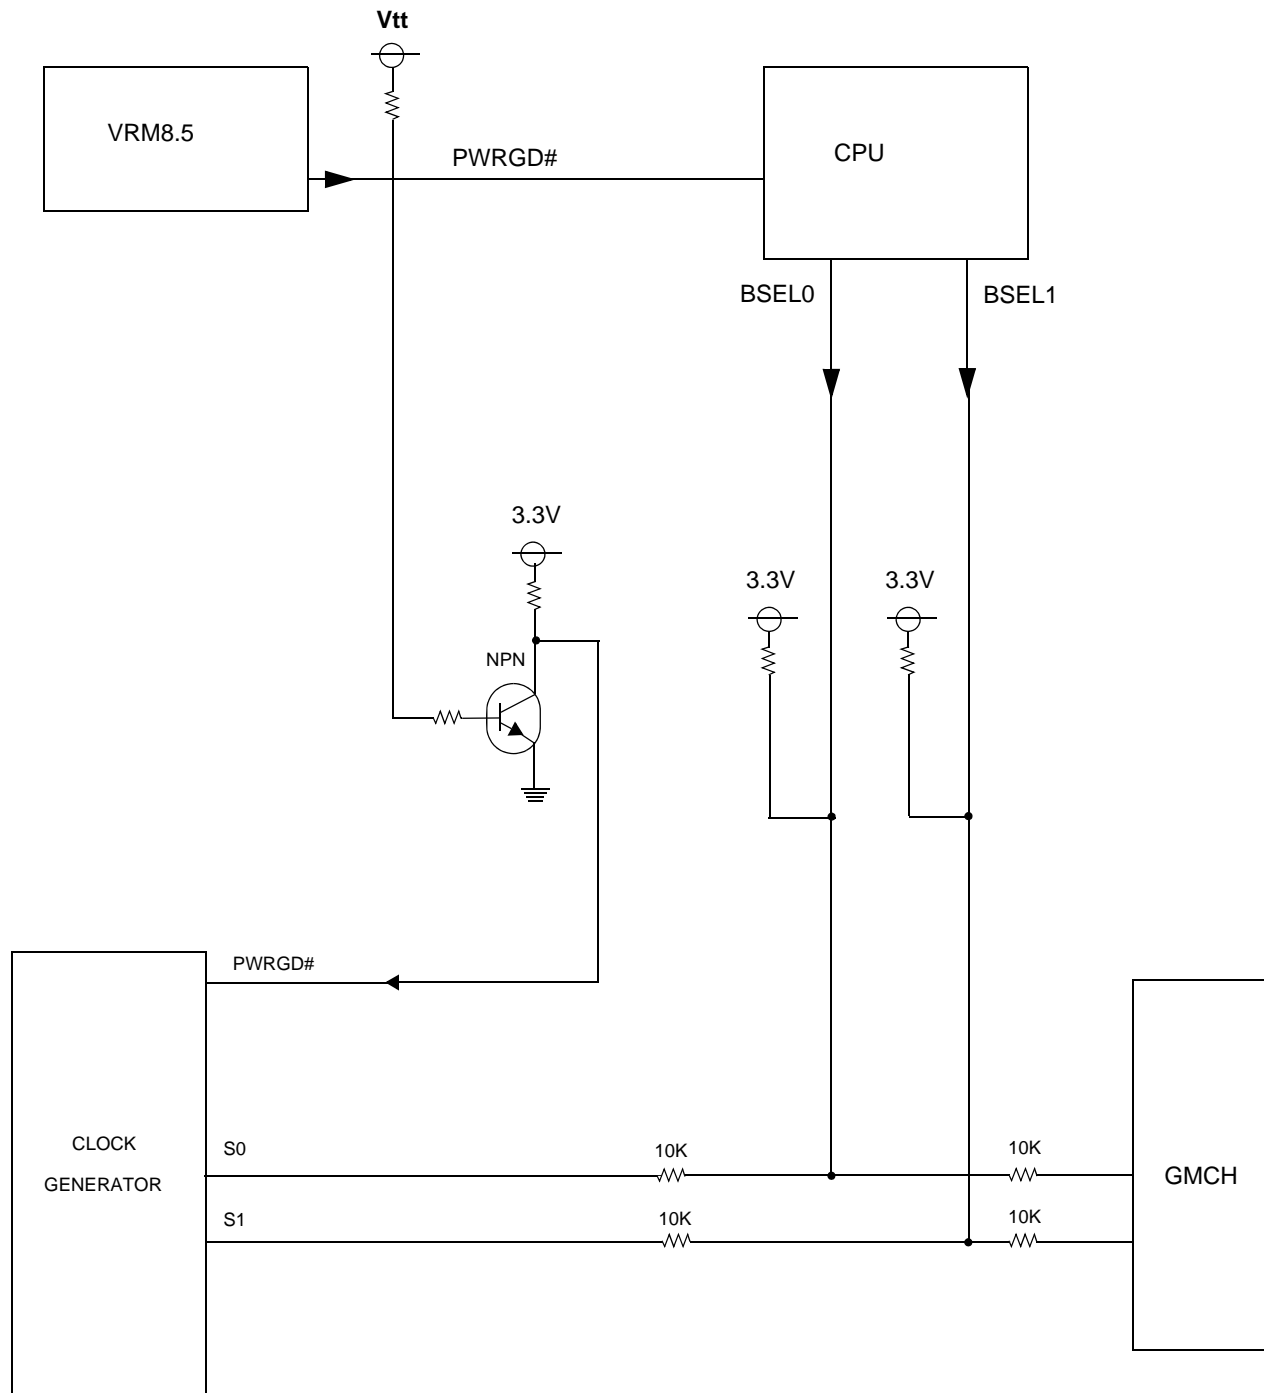 Vtt
VRM8.5
PWRGD#
CPU
BSEL0
BSEL1
3.3V
3.3V
3.3V
NPN
PWRGD#
CLOCK
GENERATOR
S0
10K
10K
GMCH
S1
10K
10K